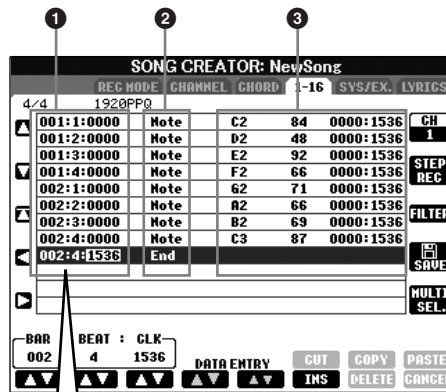 1 2 3
SONG CREATOR: NewSong
REC MODE CHANNEL CHORD 1-16 SYS/EX. LYRICS
4/4 1920PPQ
001:1:0000 Note C2 84 0000:1536
001:2:0000 Note D2 48 0000:1536
001:3:0000 Note E2 92 0000:1536
001:4:0000 Note F2 66 0000:1536
002:1:0000 Note G2 71 0000:1536
002:2:0000 Note A2 66 0000:1536
002:3:0000 Note B2 69 0000:1536
002:4:0000 Note C3 87 0000:1536
002:4:1536 End
CH
1
STEP
REC
FILTER
SAVE
MULTI
SEL.
BAR BEAT : CLK
002 4 1536
DATA ENTRY
CUT COPY PASTE
INS DELETE CANCEL